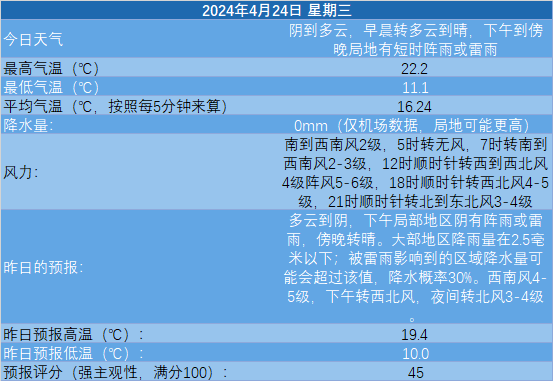 2024年4月24日 星期三
今日天气
阴到多云，早晨转多云到晴，下午到傍
晚局地有短时阵雨或雷雨
最高气温（℃）
22.2
最低气温（℃）
11.1
平均气温（℃，按照每5分钟来算）
16.24
降水量：
0mm（仅机场数据，局地可能更高）
风力：
南到西南风2级，5时转无风，7时转南到
西南风2-3级，12时顺时针转西到西北风
4级阵风5-6级，18时顺时针转西北风4-5
级，21时顺时针转北到东北风3-4级
昨日的预报：
多云到阴，下午局部地区阴有阵雨或雷
雨，傍晚转晴。大部地区降雨量在2.5毫
米以下；被雷雨影响到的区域降水量可
能会超过该值，降水概率30%。西南风4-
5级，下午转西北风，夜间转北风3-4级
。
昨日预报高温（℃）：
19.4
昨日预报低温（℃）：
10.0
预报评分（强主观性，满分100）：
45